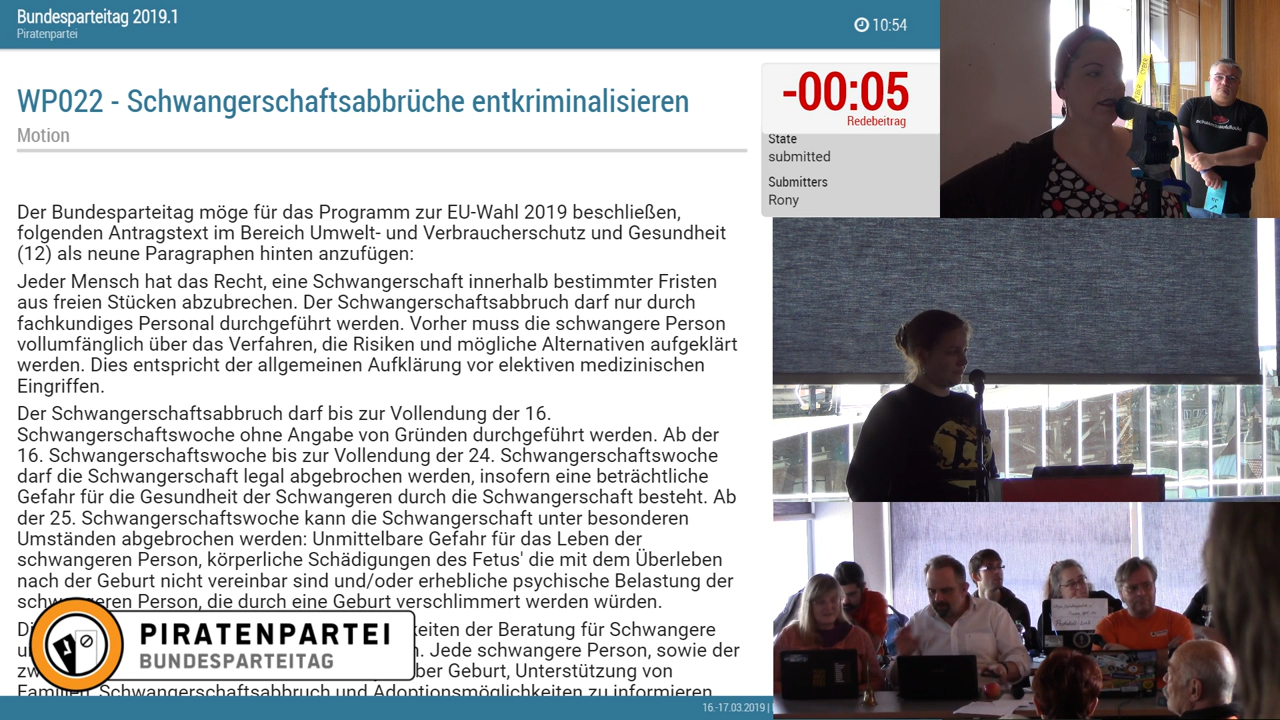 Bundesparteitag 2019.1
Piratenpartei
10:54
WP022 - Schwangerschaftsabbrüche entkriminalisieren
Motion
-00:05
Redebeitrag
State
submitted
Submitters
Rony
Der Bundesparteitag möge für das Programm zur EU-Wahl 2019 beschließen,
folgenden Antragstext im Bereich Umwelt- und Verbraucherschutz und Gesundheit
(12) als neune Paragraphen hinten anzufügen:
Jeder Mensch hat das Recht, eine Schwangerschaft innerhalb bestimmter Fristen
aus freien Stücken abzubrechen. Der Schwangerschaftsabbruch darf nur durch
fachkundiges Personal durchgeführt werden. Vorher muss die schwangere Person
vollumfänglich über das Verfahren, die Risiken und mögliche Alternativen aufgeklärt
werden. Dies entspricht der allgemeinen Aufklärung vor elektiven medizinischen
Eingriffen.
Der Schwangerschaftsabbruch darf bis zur Vollendung der 16.
Schwangerschaftswoche ohne Angabe von Gründen durchgeführt werden. Ab der
16. Schwangerschaftswoche bis zur Vollendung der 24. Schwangerschaftswoche
darf die Schwangerschaft legal abgebrochen werden, insofern eine beträchtliche
Gefahr für die Gesundheit der Schwangeren durch die Schwangerschaft besteht. Ab
der 25. Schwangerschaftswoche kann die Schwangerschaft unter besonderen
Umständen abgebrochen werden: Unmittelbare Gefahr für das Leben der
schwangeren Person, körperliche Schädigungen des Fetus' die mit dem Überleben
nach der Geburt nicht vereinbar sind und/oder erhebliche psychische Belastung der
schwangeren Person, die durch eine Geburt verschlimmert werden würden.
keiten der Beratung für Schwangere
Jede schwangere Person, sowie der
ber Geburt, Unterstützung von
Familien, Schwangerschaftsabbruch und Adoptionsmöglichkeiten zu informieren
PIRATENPARTEI
BUNDESPARTEITAG
16.-17.03.2019 |